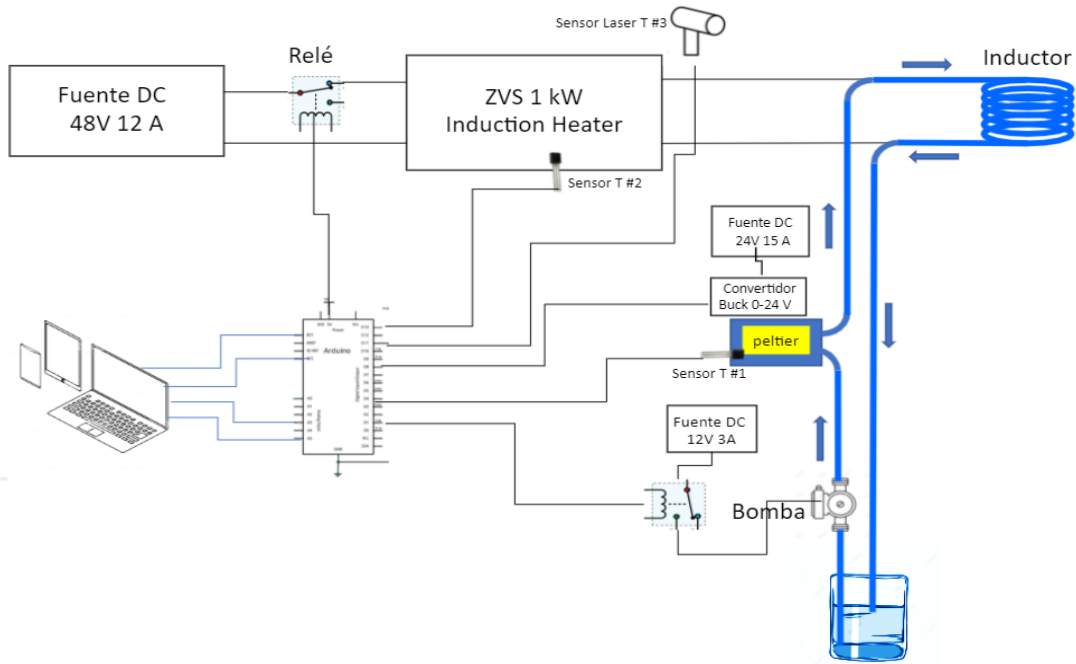 Sensor Laser T #3
Relé
Inductor
Fuente DC
48V 12 A
ZVS 1 kW
Induction Heater
Sensor T #2
Fuente DC
24V 15 A
Convertidor
Buck 0-24 V
peltier
Arduino
Sensor T #1
Fuente DC
12V 3A
Bomba